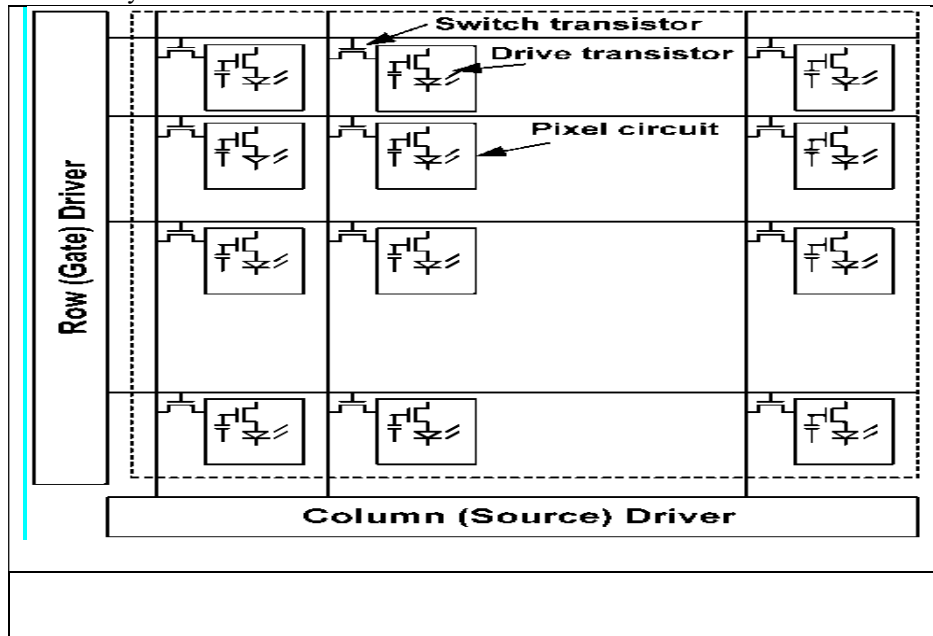 Switch transistor
Drive transistor
Pixel circuit
Row (Gate) Driver
Column (Source) Driver